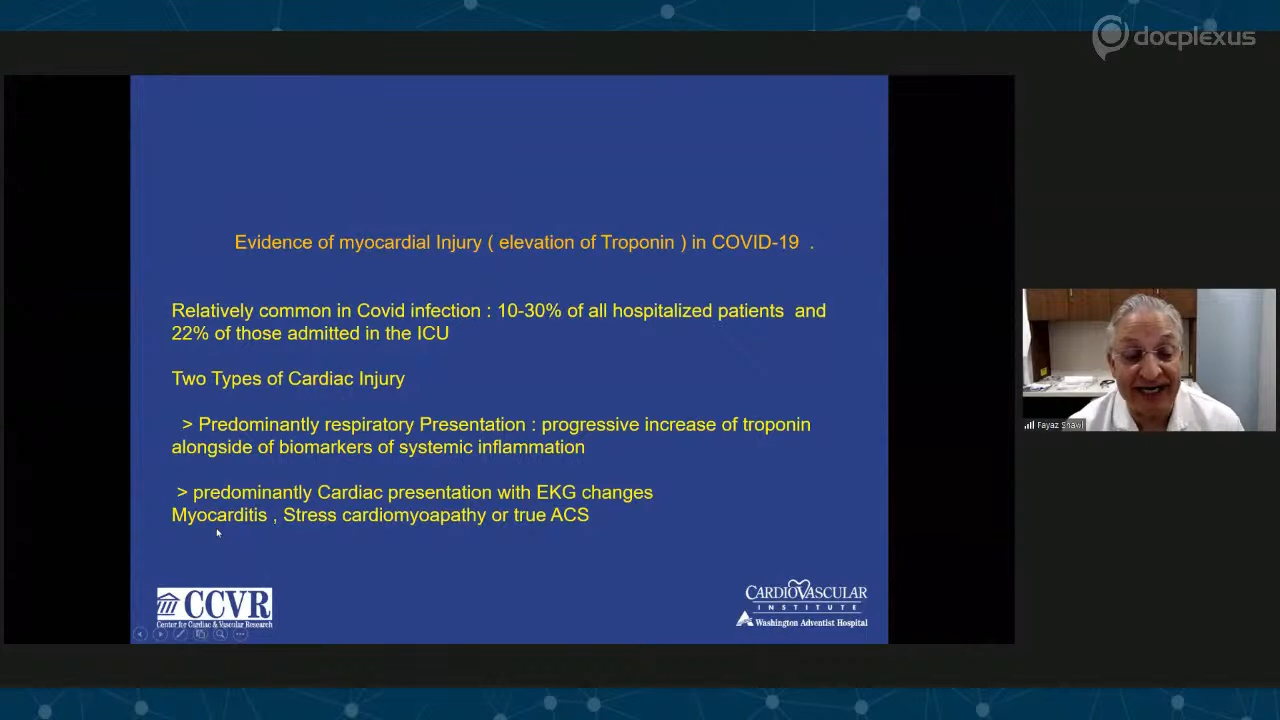 docplexus
Evidence of myocardial Injury ( elevation of Troponin ) in COVID-19 .
Relatively common in Covid infection : 10-30% of all hospitalized patients and
22% of those admitted in the ICU
Two Types of Cardiac Injury
> Predominantly respiratory Presentation : progressive increase of troponin
alongside of biomarkers of systemic inflammation
> predominantly Cardiac presentation with EKG changes
Myocarditis , Stress cardiomyoapathy or true ACS
Fayaz Shawl
CCVR
Center for Cardiac & Vascular Research
CARDIOVASCULAR
INSTITUTE
Washington Adventist Hospital